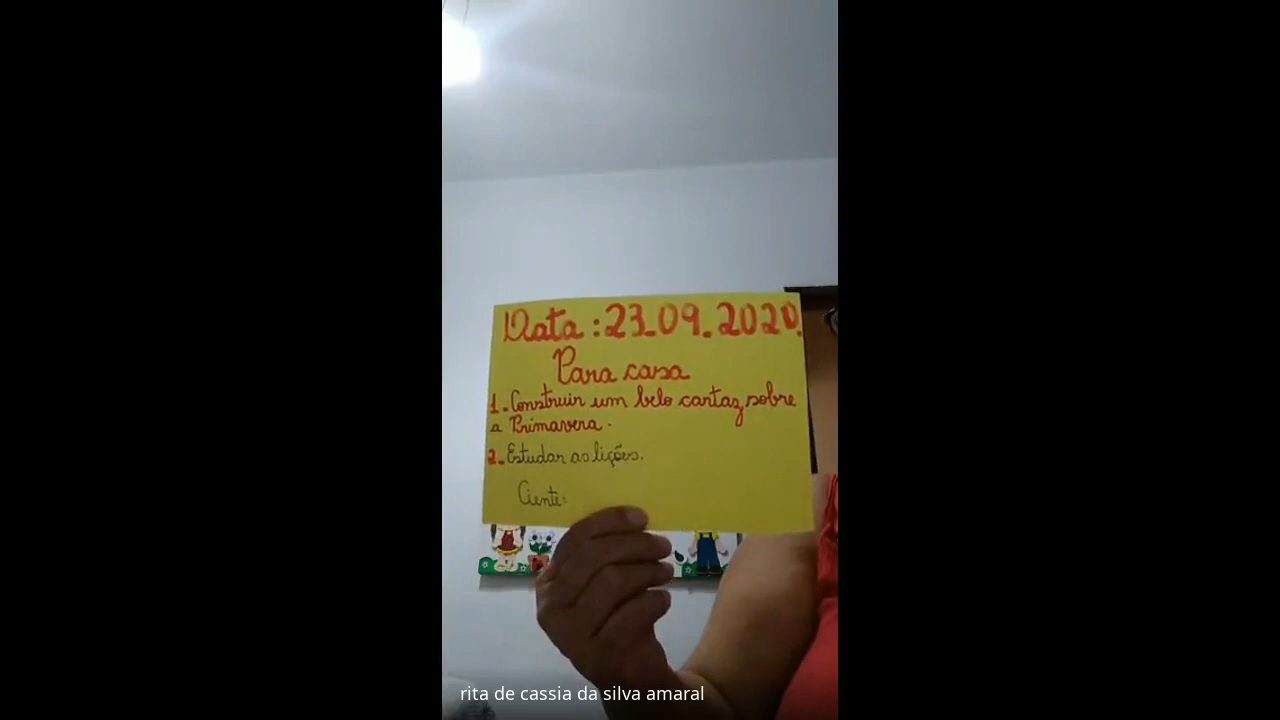 Data: 23.09.2020.
Para casa
1. Construir um belo cartaz sobre
a Primavera.
2. Estudar as lições.
Ciente:
rita de cassia da silva amaral